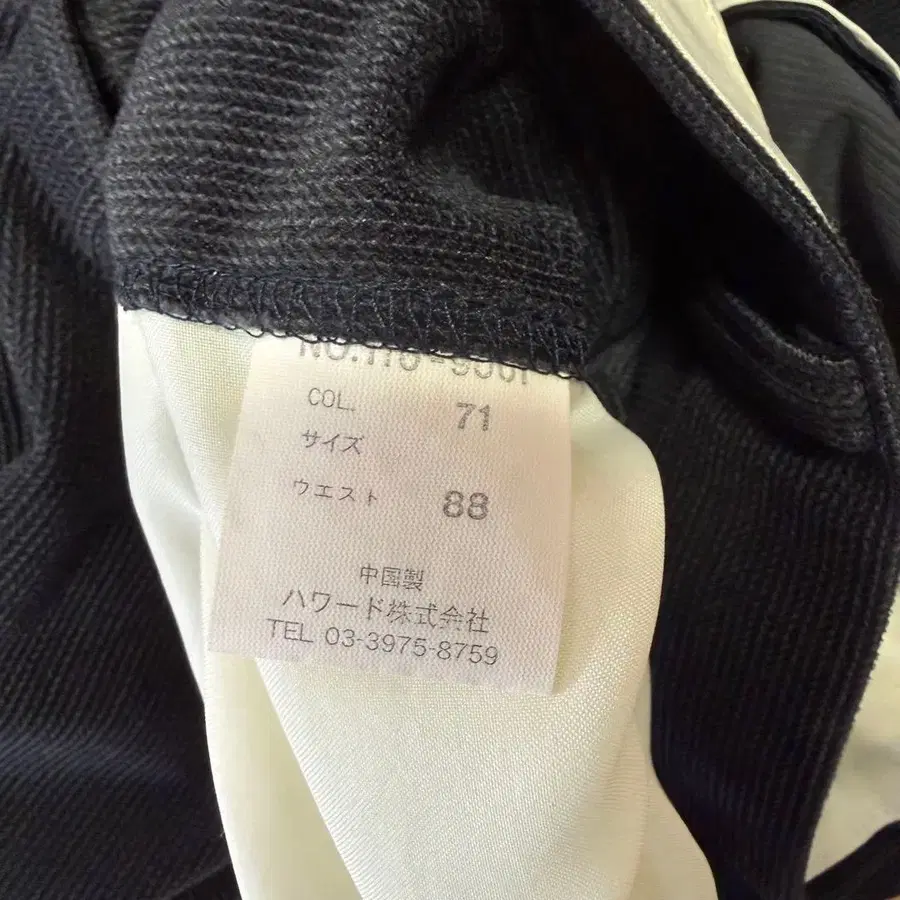 COL. 71
サイズ
ウエスト 88
中国製
ハワード株式会社
TEL 03-3975-8759